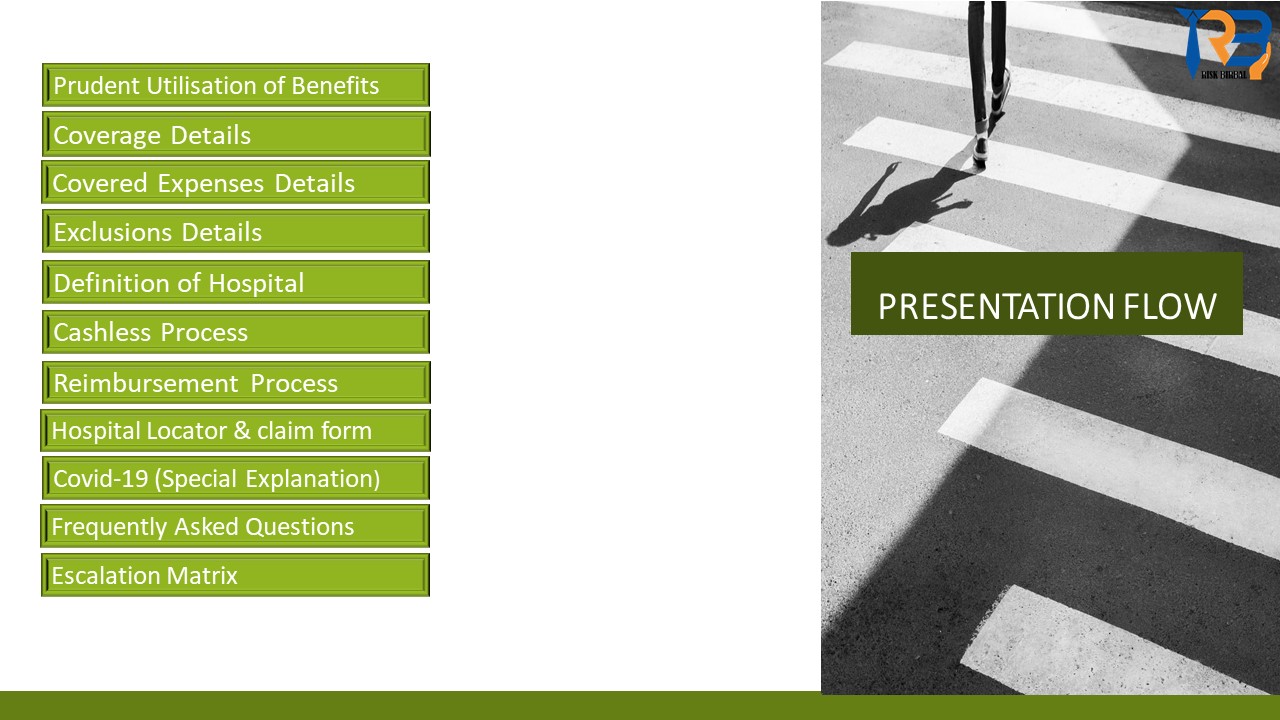 Prudent Utilisation of Benefits
Coverage Details
Covered Expenses Details
Exclusions Details
Definition of Hospital
Cashless Process
Reimbursement Process
Hospital Locator & claim form
Covid-19 (Special Explanation)
Frequently Asked Questions
Escalation Matrix
RB
RISK BIRBAL
PRESENTATION FLOW